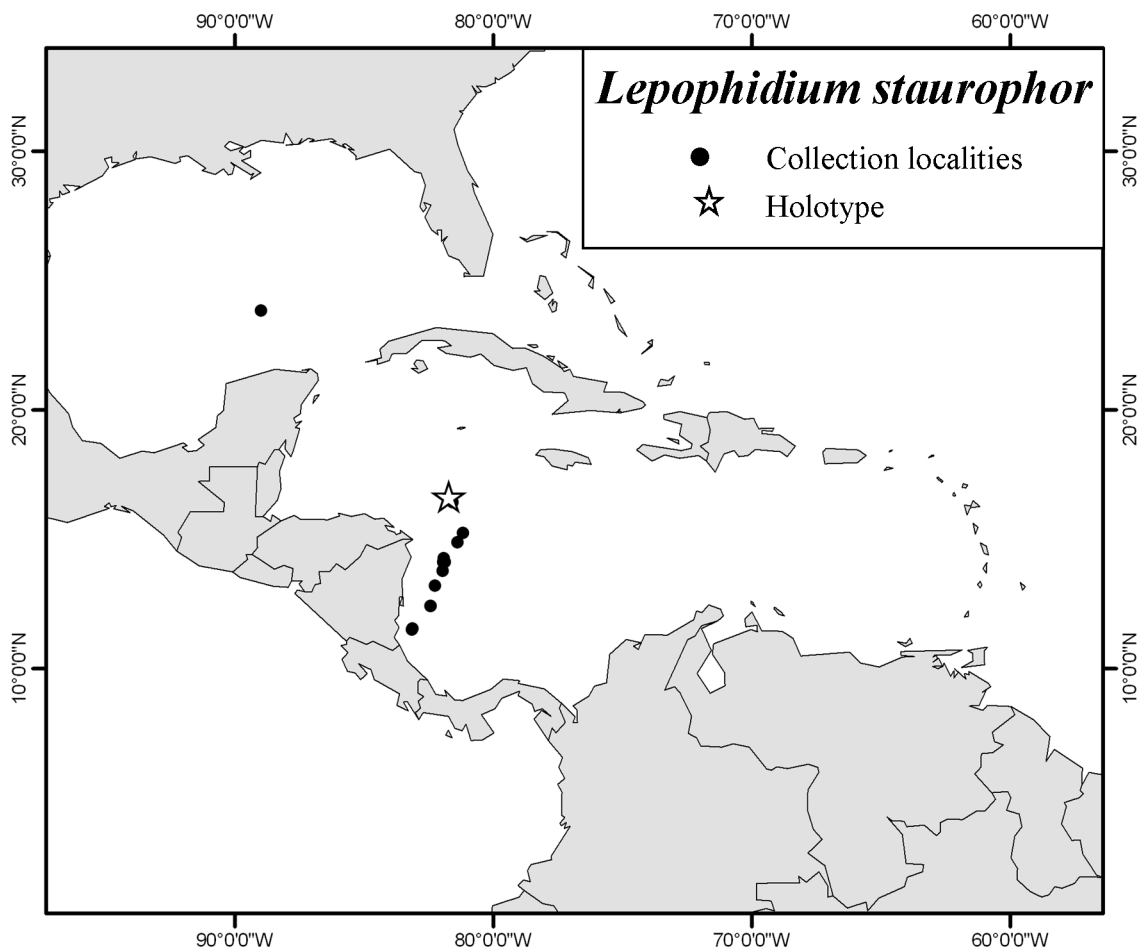 90°0'0"W 80°0'0"W 70°0'0"W 60°0'0"W
Lepophidium staurophor
Collection localities
Holotype
30°0'0"N 30°0'0"N
20°0'0"N 20°0'0"N
10°0'0"N 10°0'0"N
90°0'0"W 80°0'0"W 70°0'0"W 60°0'0"W